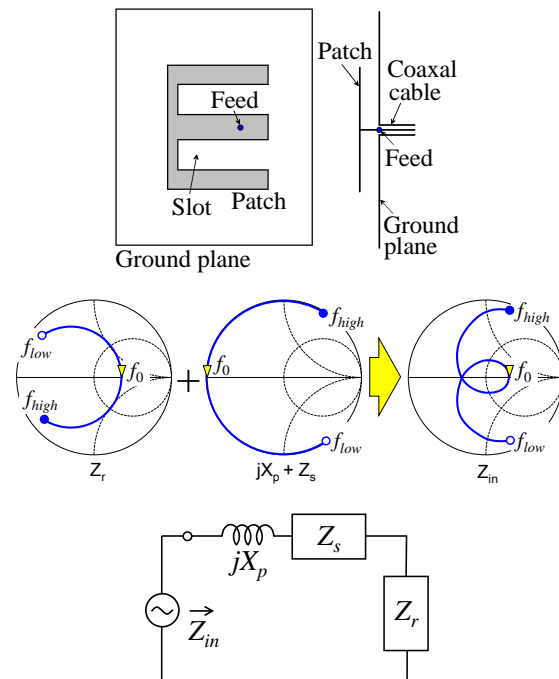 Patch
Coaxal
cable
Feed
Feed
Slot
Patch
Ground
plane
Ground plane
f_low
f_0
f_high
+
f_high
f_0
f_low
f_high
f_0
f_low
Z_r
jX_p + Z_s
Z_in
jX_p
Z_s
Z_r
Z_in